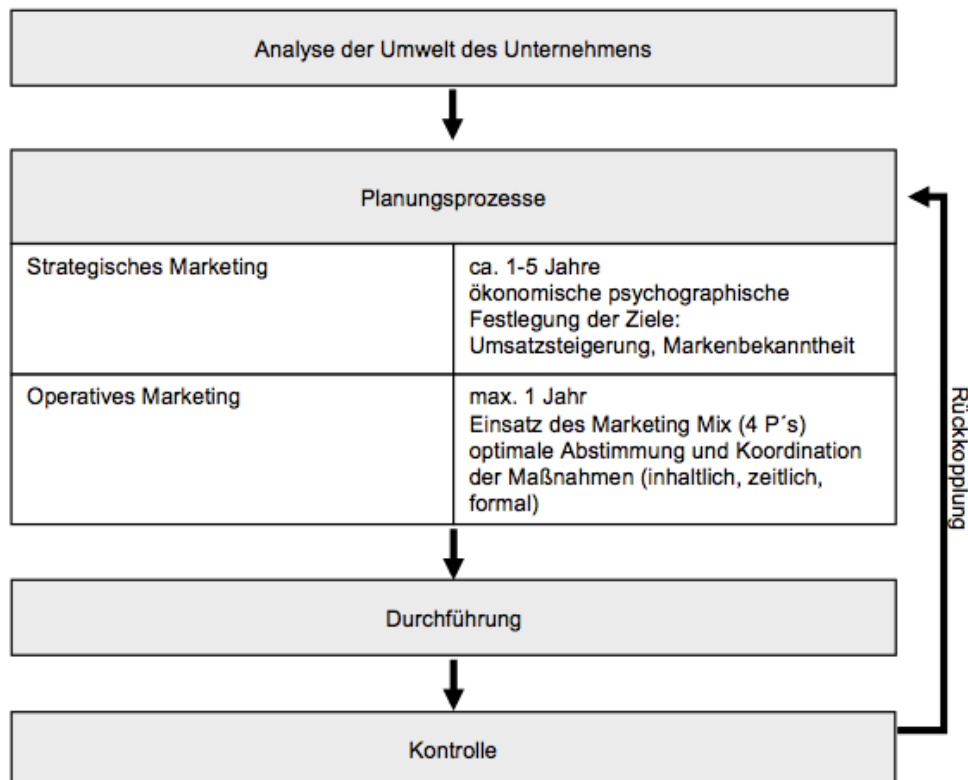 Analyse der Umwelt des Unternehmens
Planungsprozesse
Strategisches Marketing
ca. 1-5 Jahre
ökonomische psychographische
Festlegung der Ziele:
Umsatzsteigerung, Markenbekanntheit
Operatives Marketing
max. 1 Jahr
Einsatz des Marketing Mix (4 P´s)
optimale Abstimmung und Koordination
der Maßnahmen (inhaltlich, zeitlich,
formal)
Durchführung
Kontrolle
Rückkopplung